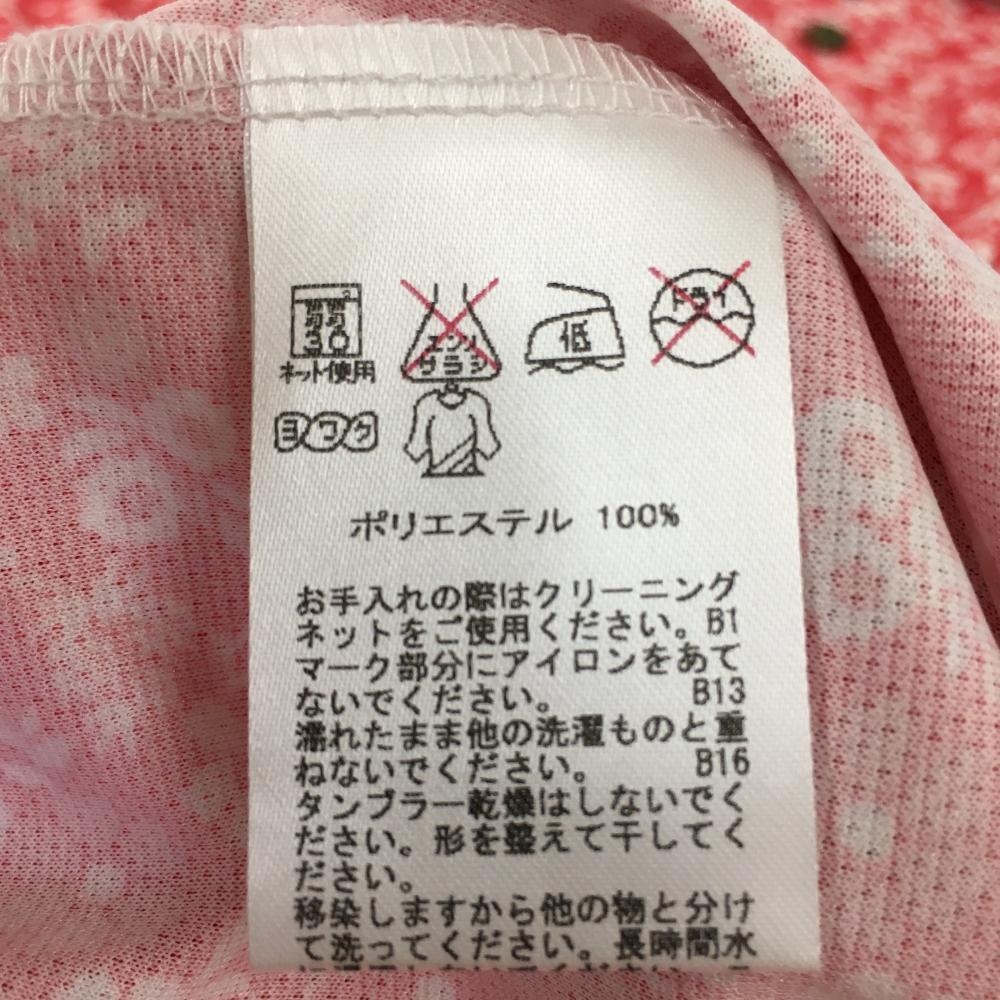 弱
30
ネット使用
エンソ
サラシ
低
ドライ
ヨワク
ポリエステル 100%
お手入れの際はクリーニング
ネットをご使用ください。B1
マーク部分にアイロンをあて
ないでください。 B13
濡れたまま他の洗濯ものと重
ねないでください。 B16
タンブラー乾燥はしないでく
ださい。形を整えて干してく
ださい。
移染しますから他の物と分け
て洗ってください。長時間水